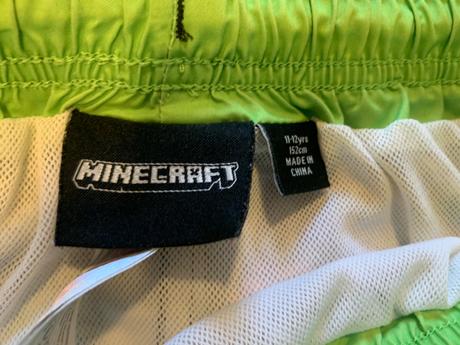 MINECRAFT
11-12yrs
152cm
MADE IN
CHINA